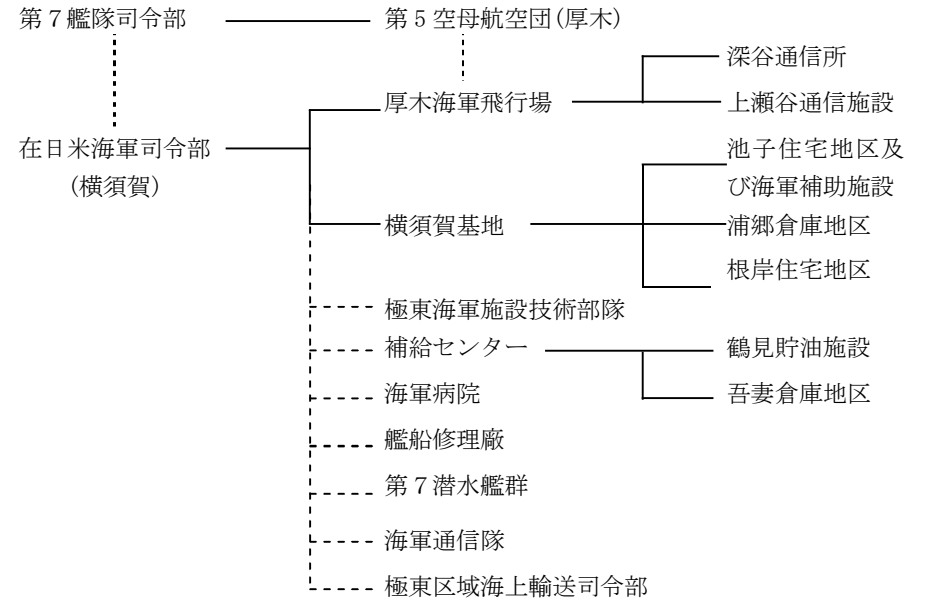 第７艦隊司令部
第５空母航空団(厚木)
深谷通信所
厚木海軍飛行場
上瀬谷通信施設
在日米海軍司令部
(横須賀)
池子住宅地区及
び海軍補助施設
横須賀基地
浦郷倉庫地区
根岸住宅地区
極東海軍施設技術部隊
補給センター
鶴見貯油施設
吾妻倉庫地区
海軍病院
艦船修理廠
第７潜水艦群
海軍通信隊
極東区域海上輸送司令部